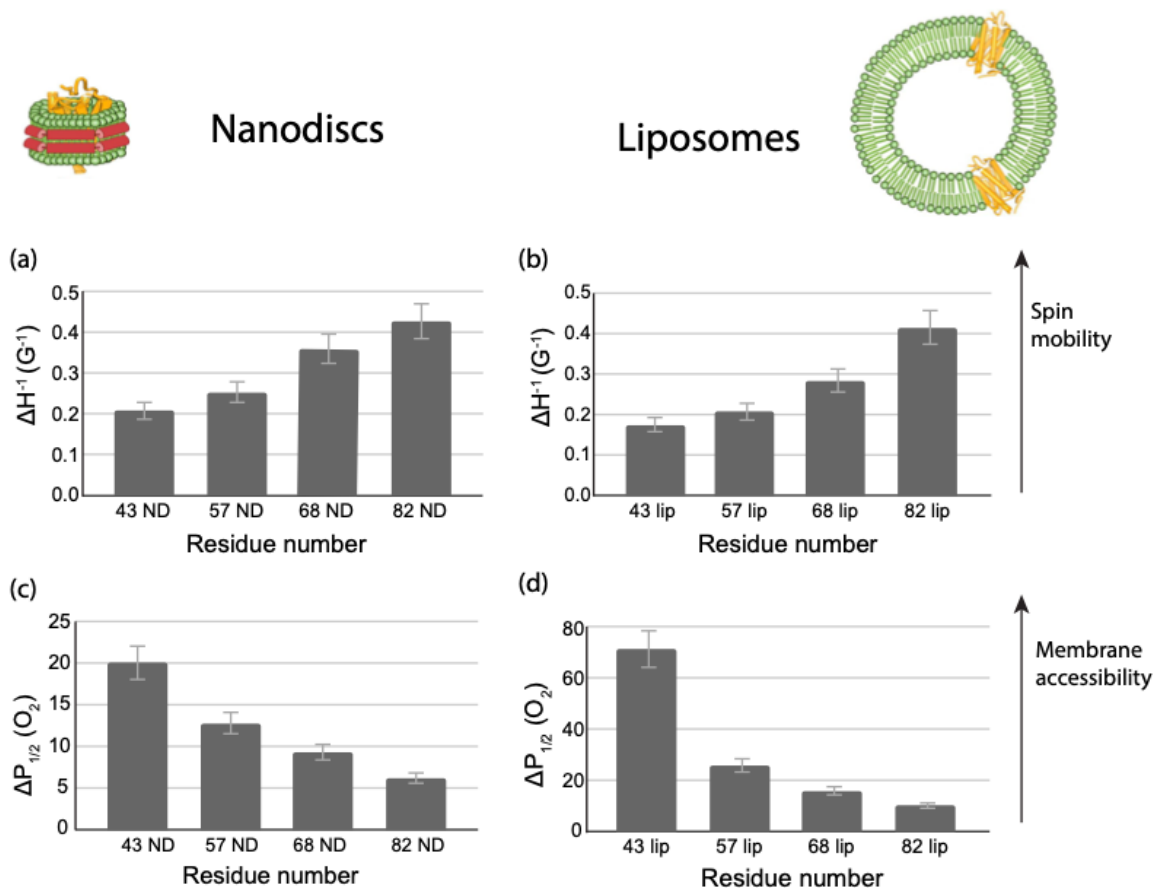 Nanodiscs
Liposomes
(a)
0.5
0.4
0.3
0.2
0.1
0.0
ΔH⁻¹ (G⁻¹)
43 ND 57 ND 68 ND 82 ND
Residue number
(b)
0.5
0.4
0.3
0.2
0.1
0.0
ΔH⁻¹ (G⁻¹)
43 lip 57 lip 68 lip 82 lip
Residue number
Spin
mobility
(c)
25
20
15
10
5
0
ΔP₁/₂ (O₂)
43 ND 57 ND 68 ND 82 ND
Residue number
(d)
80
60
40
20
0
ΔP₁/₂ (O₂)
43 lip 57 lip 68 lip 82 lip
Residue number
Membrane
accessibility